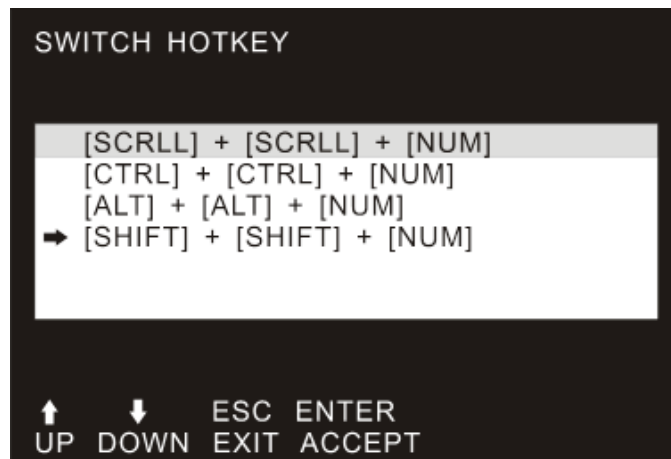 SWITCH HOTKEY
[SCRLL] + [SCRLL] + [NUM]
[CTRL] + [CTRL] + [NUM]
[ALT] + [ALT] + [NUM]
➡ [SHIFT] + [SHIFT] + [NUM]
⬆ ⬇ ESC ENTER
UP DOWN EXIT ACCEPT